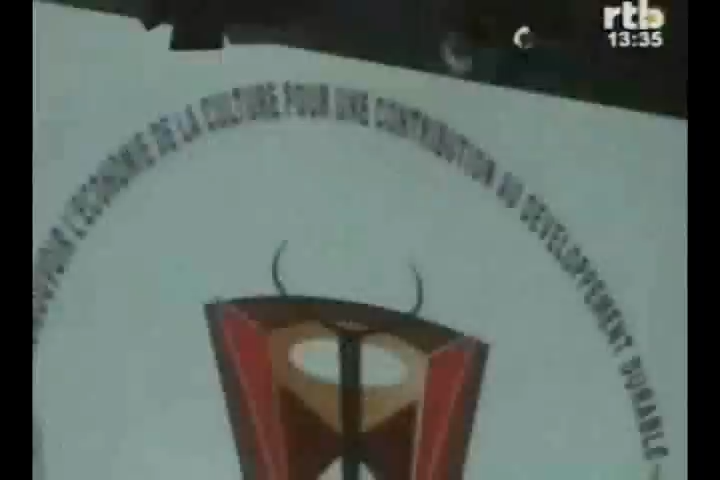 rtb
13:35
L'ECONOMIE DE LA CULTURE POUR UNE CONTRIBUTION AU DEVELOPPEMENT DURABLE